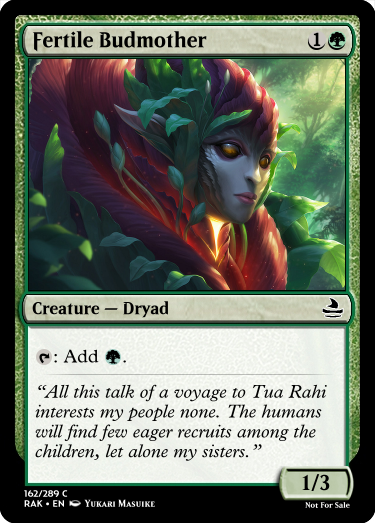 Fertile Budmother 1
Creature — Dryad
: Add .
“All this talk of a voyage to Tua Rahi
interests my people none. The humans
will find few eager recruits among the
children, let alone my sisters.”
1/3
162/289 C
RAK • EN Yukari Masuike
Not For Sale